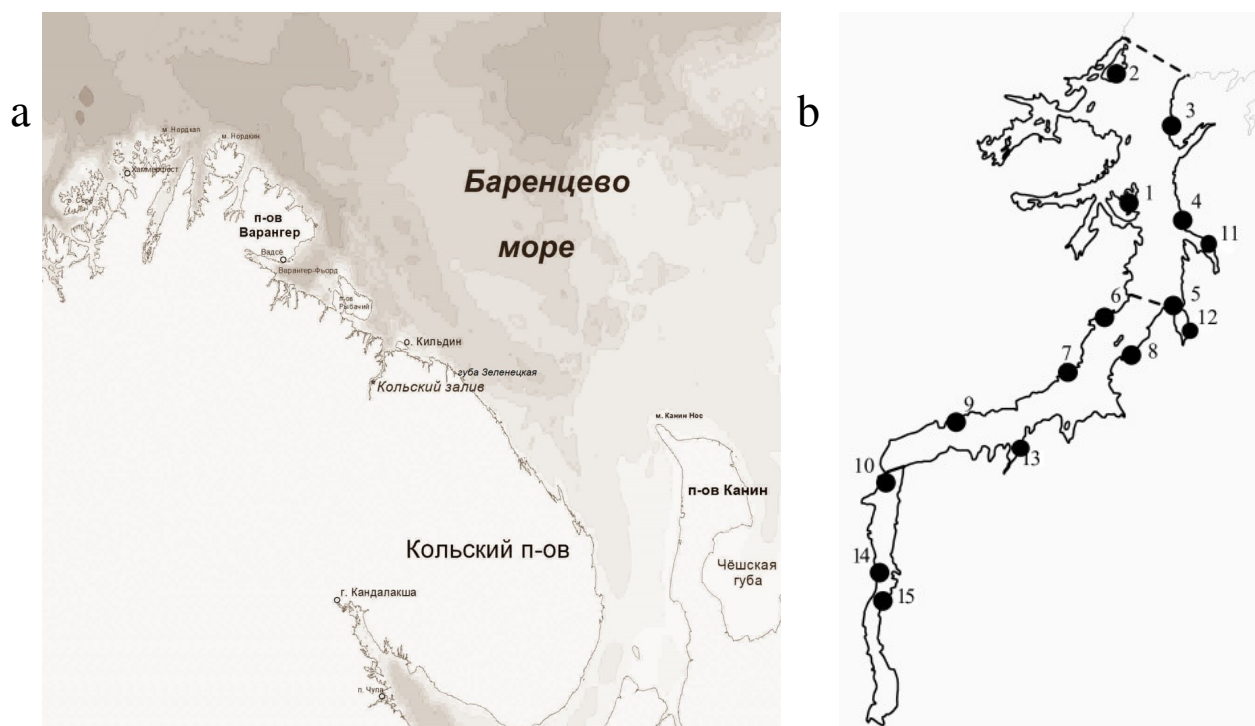 a
м. Нордкап
м. Нордкин
Хаммерфест
п-ов
Варангер
Вадсё
Варангер-Фьорд
п-ов
Рыбачий
Баренцево
море
о. Кильдин
губа Зеленецкая
Кольский залив
м. Канин Нос
п-ов Канин
Кольский п-ов
Чёшская
губа
г. Кандалакша
п. Чупа
b
2
3
1
4
11
6
5
12
7
8
9
13
10
14
15